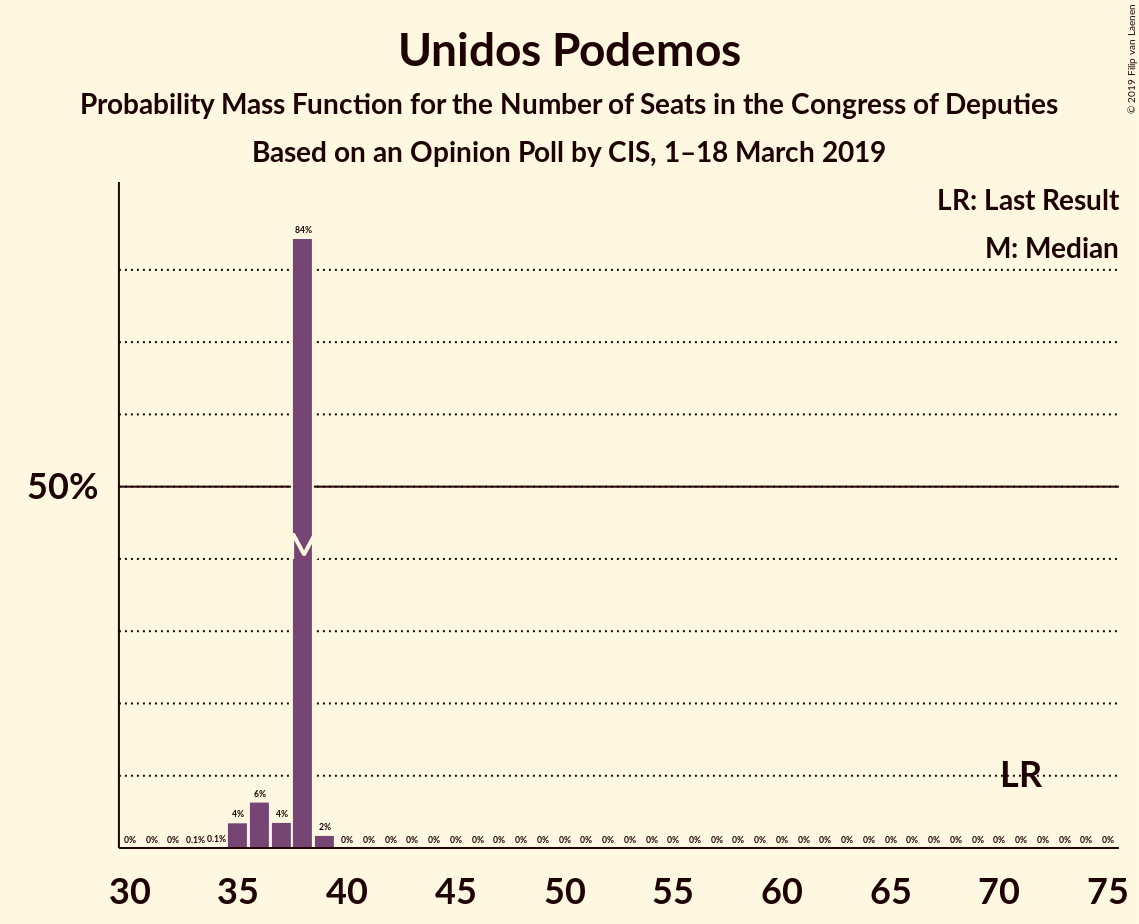 Unidos Podemos
Probability Mass Function for the Number of Seats in the Congress of Deputies
Based on an Opinion Poll by CIS, 1–18 March 2019
© 2019 Filip van Laenen
LR: Last Result
M: Median
84%
50%
M
LR
6%
4% 4%
2%
0% 0% 0% 0.1% 0.1% 0% 0% 0% 0% 0% 0% 0% 0% 0% 0% 0% 0% 0% 0% 0% 0% 0% 0% 0% 0% 0% 0% 0% 0% 0% 0% 0% 0% 0% 0% 0% 0% 0% 0% 0% 0%
30 35 40 45 50 55 60 65 70 75